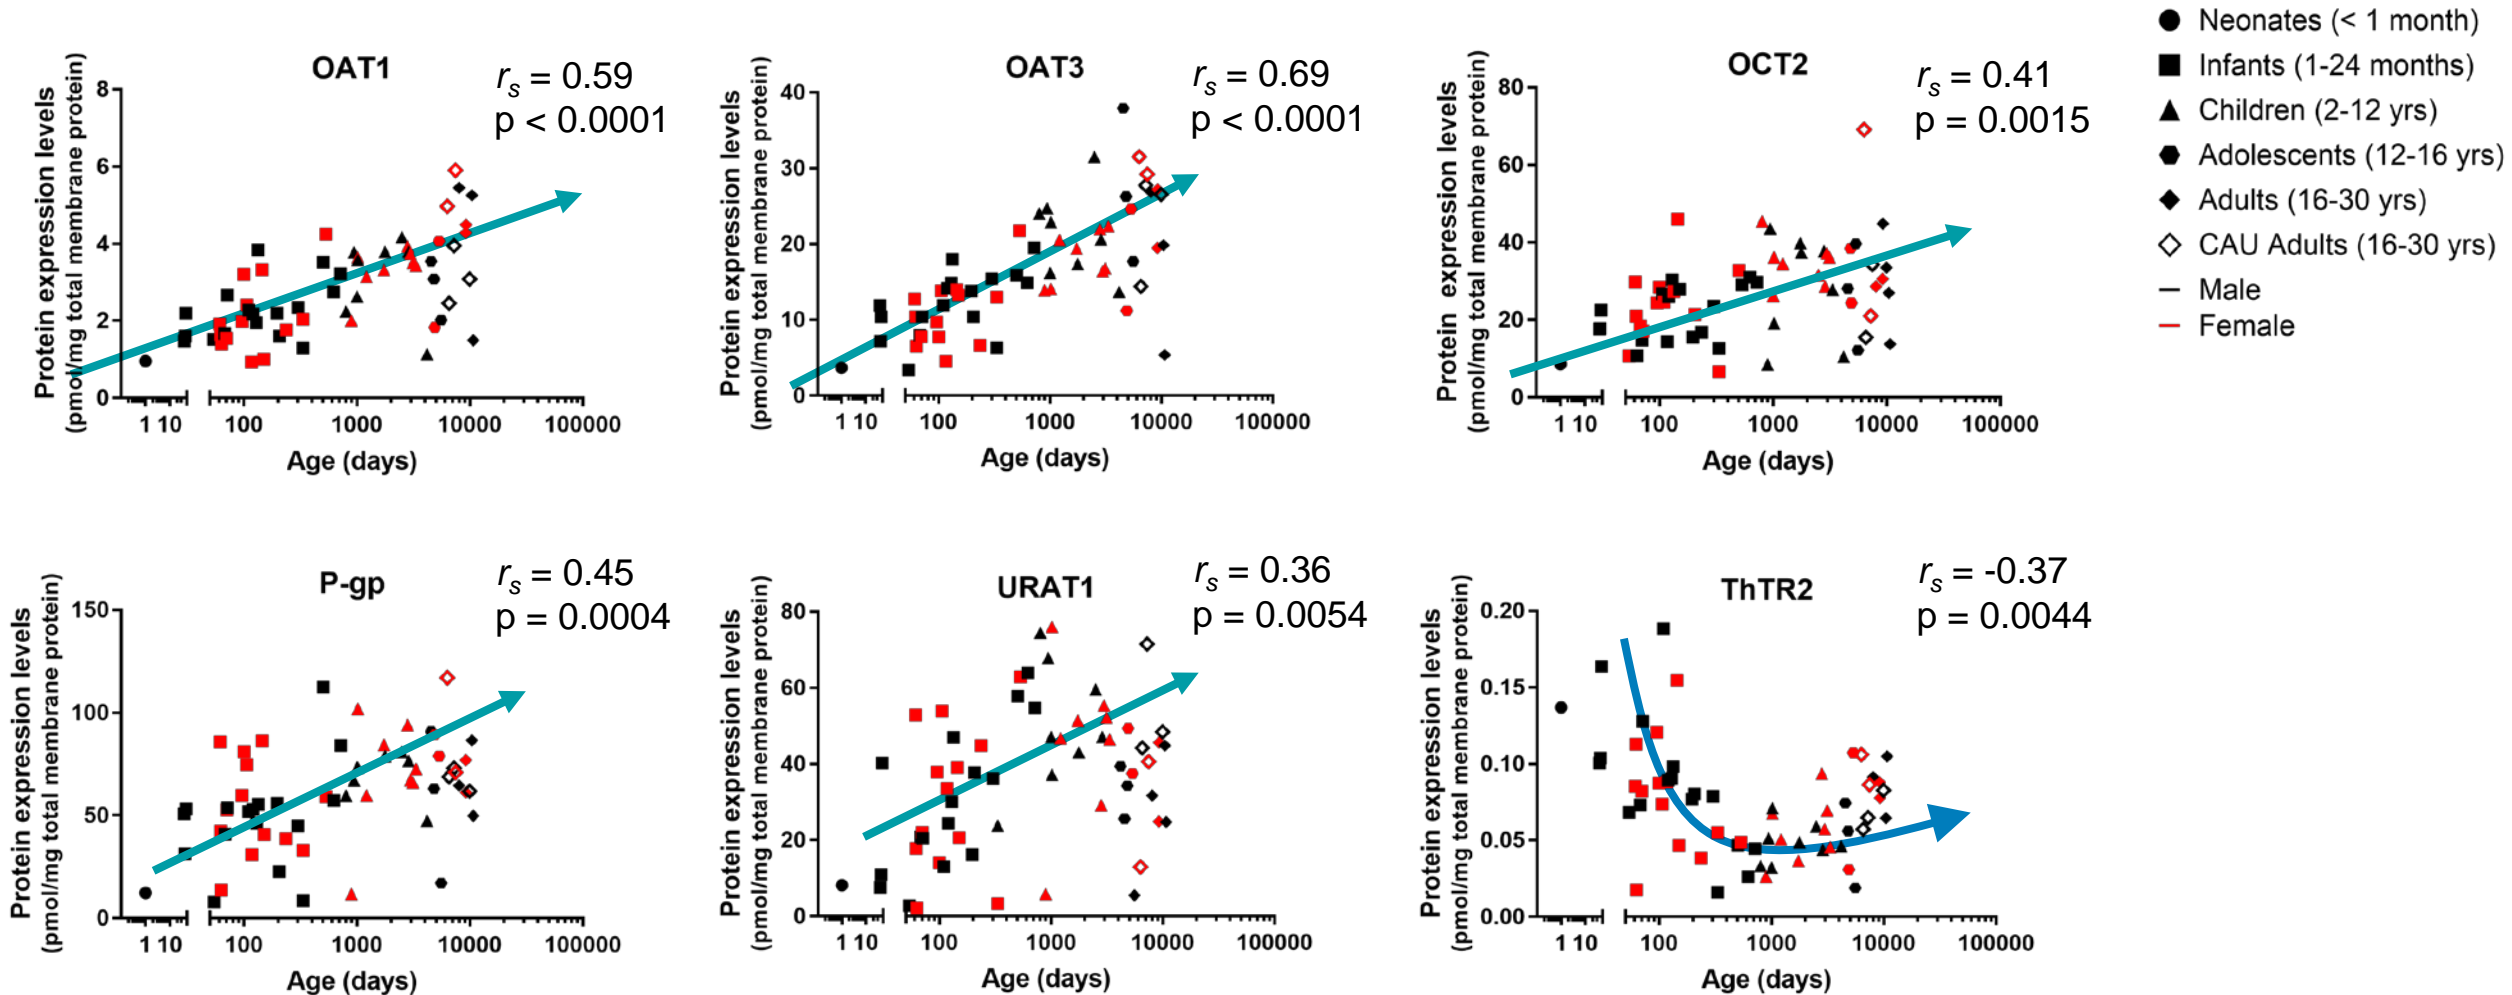 OAT1
rs = 0.59
p < 0.0001
Protein expression levels
(pmol/mg total membrane protein)
8
6
4
2
0
1 10 100 1000 10000 100000
Age (days)
OAT3
rs = 0.69
p < 0.0001
Protein expression levels
(pmol/mg total membrane protein)
40
30
20
10
0
1 10 100 1000 10000 100000
Age (days)
OCT2
rs = 0.41
p = 0.0015
Protein expression levels
(pmol/mg total membrane protein)
80
60
40
20
0
1 10 100 1000 10000 100000
Age (days)
Neonates (< 1 month)
Infants (1-24 months)
Children (2-12 yrs)
Adolescents (12-16 yrs)
Adults (16-30 yrs)
CAU Adults (16-30 yrs)
Male
Female
P-gp
rs = 0.45
p = 0.0004
Protein expression levels
(pmol/mg total membrane protein)
150
100
50
0
1 10 100 1000 10000 100000
Age (days)
URAT1
rs = 0.36
p = 0.0054
Protein expression levels
(pmol/mg total membrane protein)
80
60
40
20
0
1 10 100 1000 10000 100000
Age (days)
ThTR2
rs = -0.37
p = 0.0044
Protein expression levels
(pmol/mg total membrane protein)
0.20
0.15
0.10
0.05
0.00
1 10 100 1000 10000 100000
Age (days)